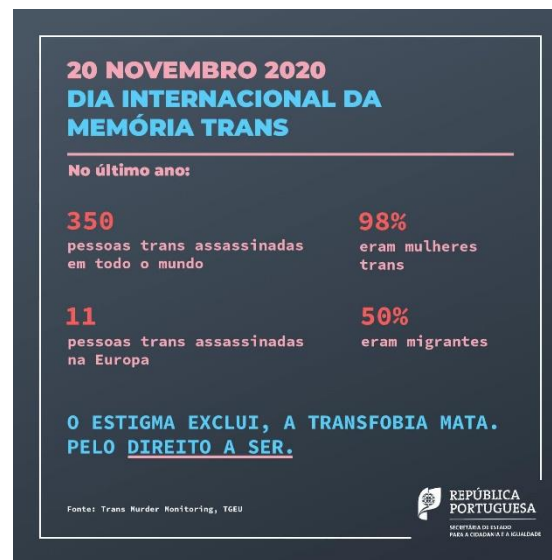 20 NOVEMBRO 2020
DIA INTERNACIONAL DA
MEMÓRIA TRANS
No último ano:
350
pessoas trans assassinadas
em todo o mundo
98%
eram mulheres
trans
11
pessoas trans assassinadas
na Europa
50%
eram migrantes
O ESTIGMA EXCLUI, A TRANSFOBIA MATA.
PELO DIREITO A SER.
Fonte: Trans Murder Monitoring, TGEU
REPÚBLICA
PORTUGUESA
SECRETÁRIA DE ESTADO
PARA A CIDADANIA E A IGUALDADE